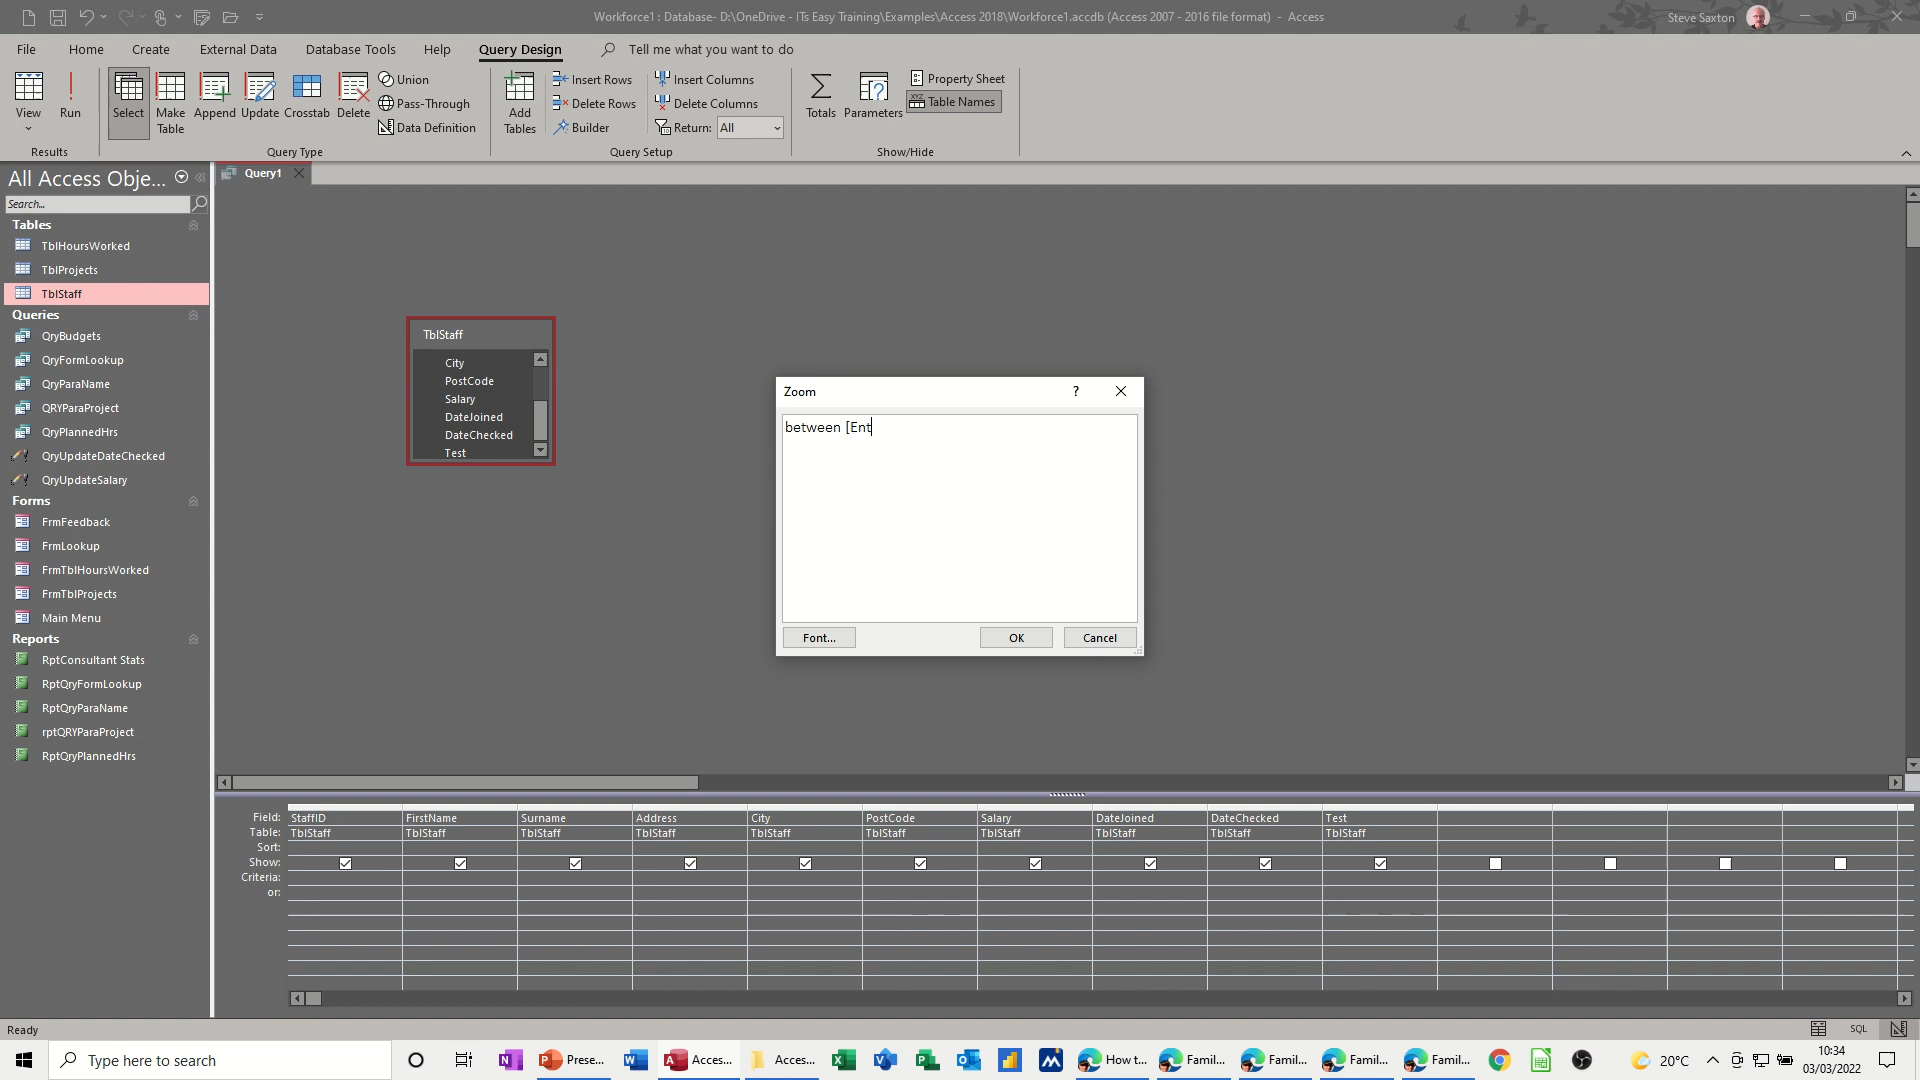 Workforce1 : Database- D:\OneDrive - ITs Easy Training\Examples\Access 2018\Workforce1.accdb (Access 2007 - 2016 file format) - Access
Steve Saxton
File Home Create External Data Database Tools Help Query Design Tell me what you want to do
View
Run
Results
Select
Make Table
Append
Update
Crosstab
Delete
Union
Pass-Through
Data Definition
Query Type
Add Tables
Insert Rows
Delete Rows
Builder
Insert Columns
Delete Columns
Return: All
Query Setup
Totals
Parameters
Property Sheet
XYZ Table Names
Show/Hide
All Access Obje...
Search...
Tables
TblHoursWorked
TblProjects
TblStaff
Queries
QryBudgets
QryFormLookup
QryParaName
QRYParaProject
QryPlannedHrs
QryUpdateDateChecked
QryUpdateSalary
Forms
FrmFeedback
FrmLookup
FrmTblHoursWorked
FrmTblProjects
Main Menu
Reports
RptConsultant Stats
RptQryFormLookup
RptQryParaName
rptQRYParaProject
RptQryPlannedHrs
Query1
TblStaff
City
PostCode
Salary
DateJoined
DateChecked
Test
Zoom ?
between [Ent
Font... OK Cancel
Field: StaffID FirstName Surname Address City PostCode Salary DateJoined DateChecked Test
Table: TblStaff TblStaff TblStaff TblStaff TblStaff TblStaff TblStaff TblStaff TblStaff TblStaff
Sort:
Show:
Criteria:
or:
Ready
SQL
Type here to search
Prese...
Acces...
Acces...
How t...
Famil...
Famil...
Famil...
Famil...
20°C
10:34
03/03/2022